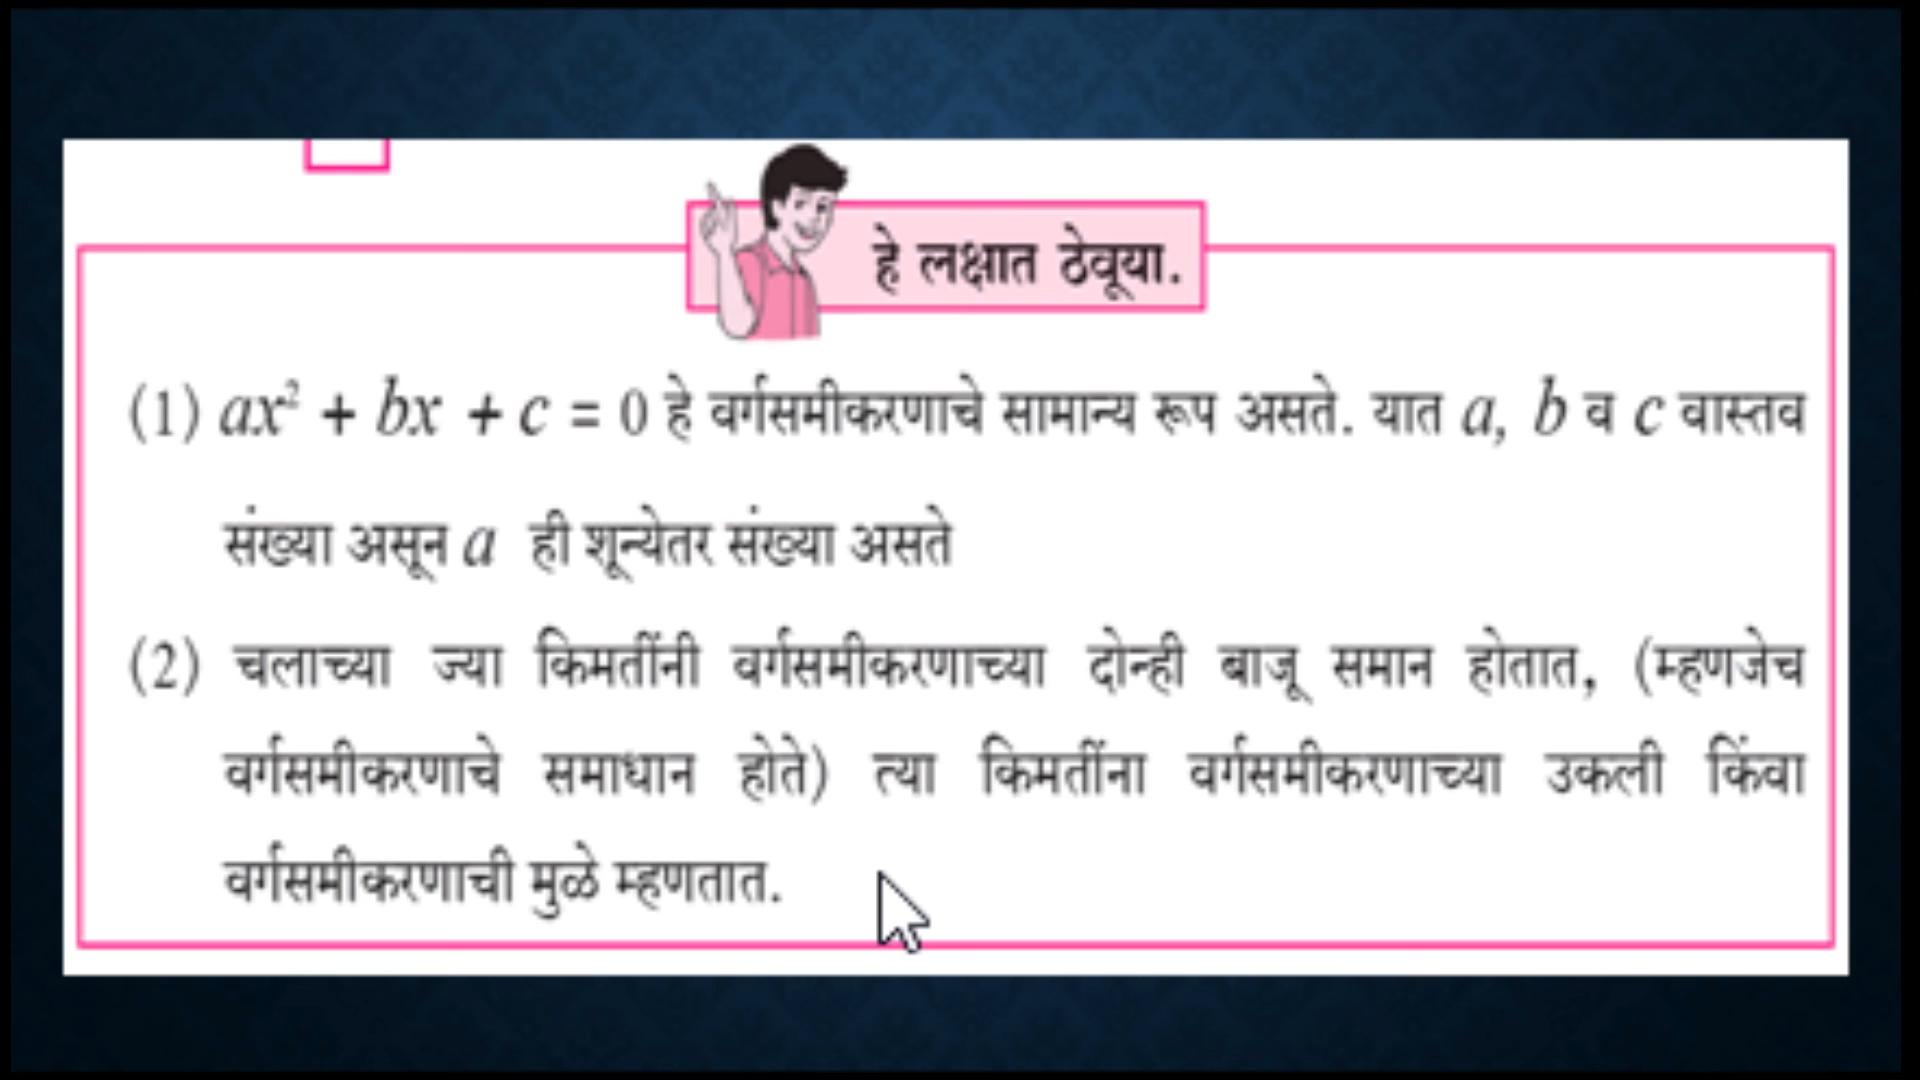 हे लक्षात ठेवूया.
(1) ax² + bx + c = 0 हे वर्गसमीकरणाचे सामान्य रूप असते. यात a, b व c वास्तव
संख्या असून a ही शून्येतर संख्या असते
(2) चलाच्या ज्या किमतींनी वर्गसमीकरणाच्या दोन्ही बाजू समान होतात, (म्हणजेच
वर्गसमीकरणाचे समाधान होते) त्या किमतींना वर्गसमीकरणाच्या उकली किंवा
वर्गसमीकरणाची मुळे म्हणतात.